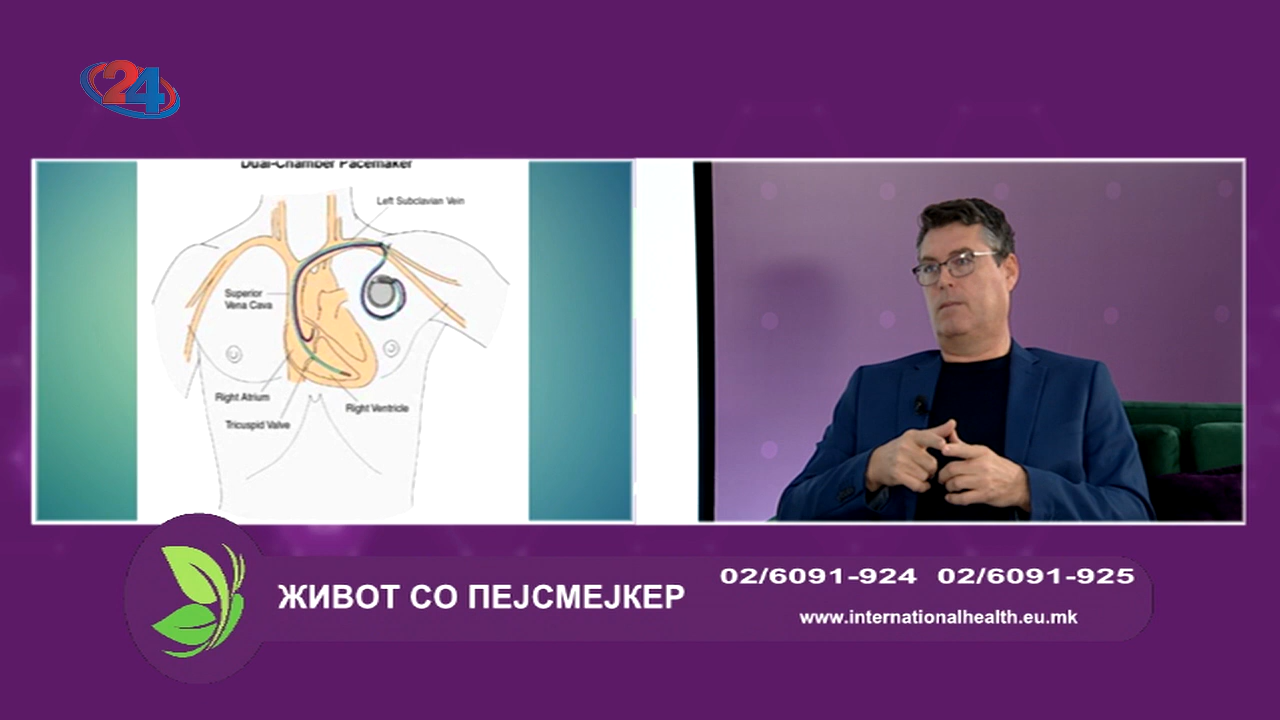 24
Dual-Chamber Pacemaker
Left Subclavian Vein
Superior
Vena Cava
Right Atrium
Right Ventricle
Tricuspid Valve
ЖИВОТ СО ПЕЈСМЕЈКЕР
02/6091-924 02/6091-925
www.internationalhealth.eu.mk